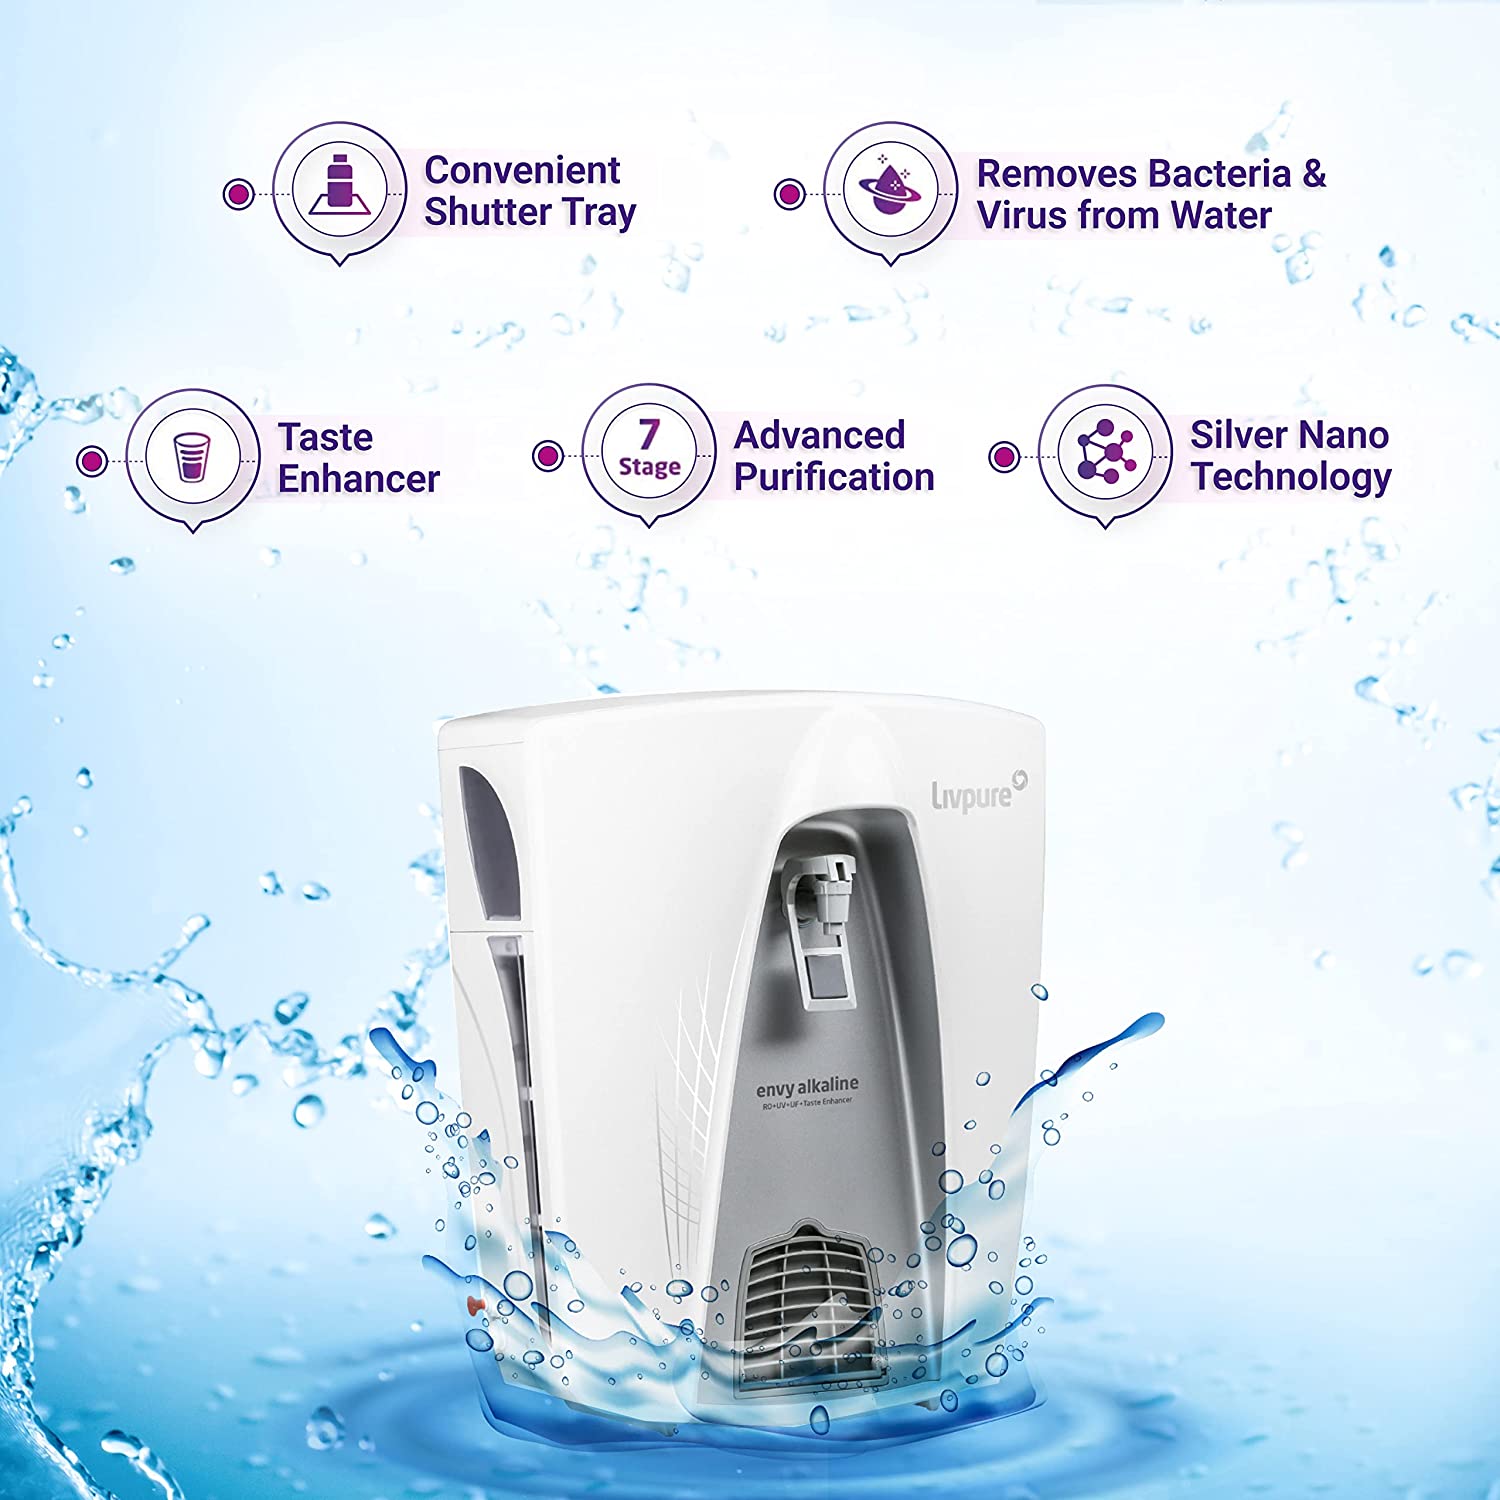 Convenient
Shutter Tray
Removes Bacteria &
Virus from Water
Taste
Enhancer
7
Stage
Advanced
Purification
Silver Nano
Technology
Livpure
envy alkaline
RO+UV+UF+Taste Enhancer